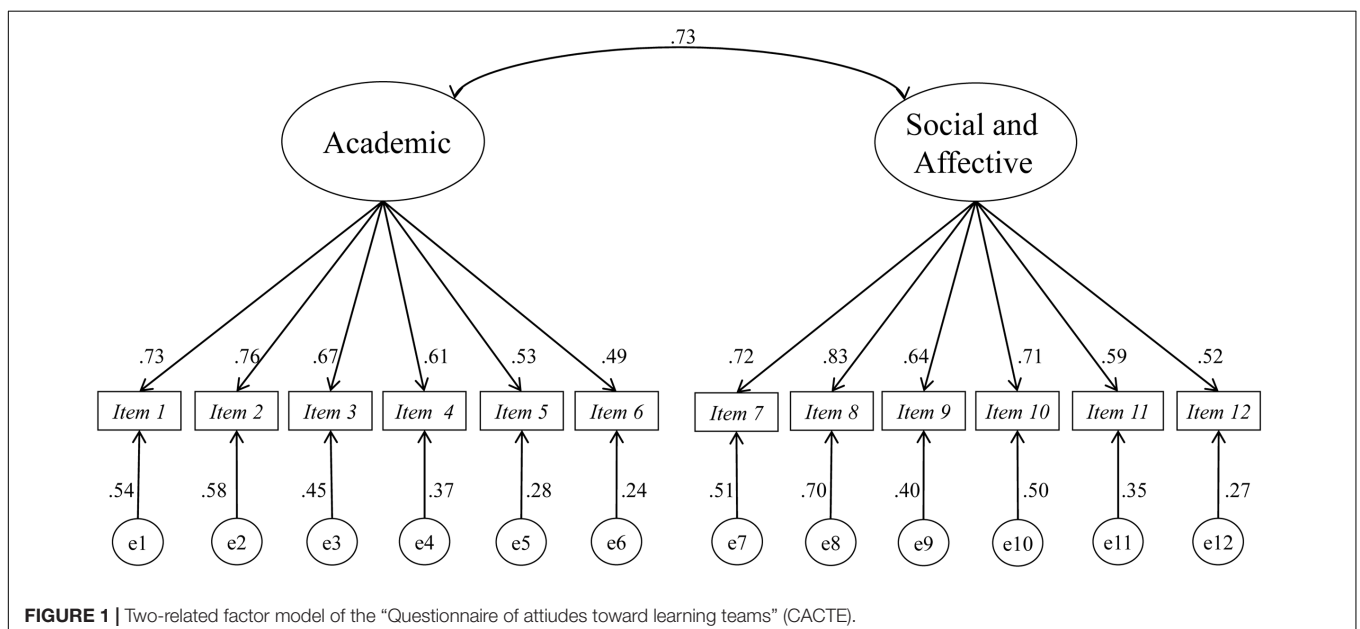 .73
Academic
Social and
Affective
.73 .76 .67 .61 .53 .49 .72 .83 .64 .71 .59 .52
Item 1 Item 2 Item 3 Item 4 Item 5 Item 6 Item 7 Item 8 Item 9 Item 10 Item 11 Item 12
.54 .58 .45 .37 .28 .24 .51 .70 .40 .50 .35 .27
e1 e2 e3 e4 e5 e6 e7 e8 e9 e10 e11 e12
FIGURE 1 | Two-related factor model of the “Questionnaire of attiudes toward learning teams” (CACTE).